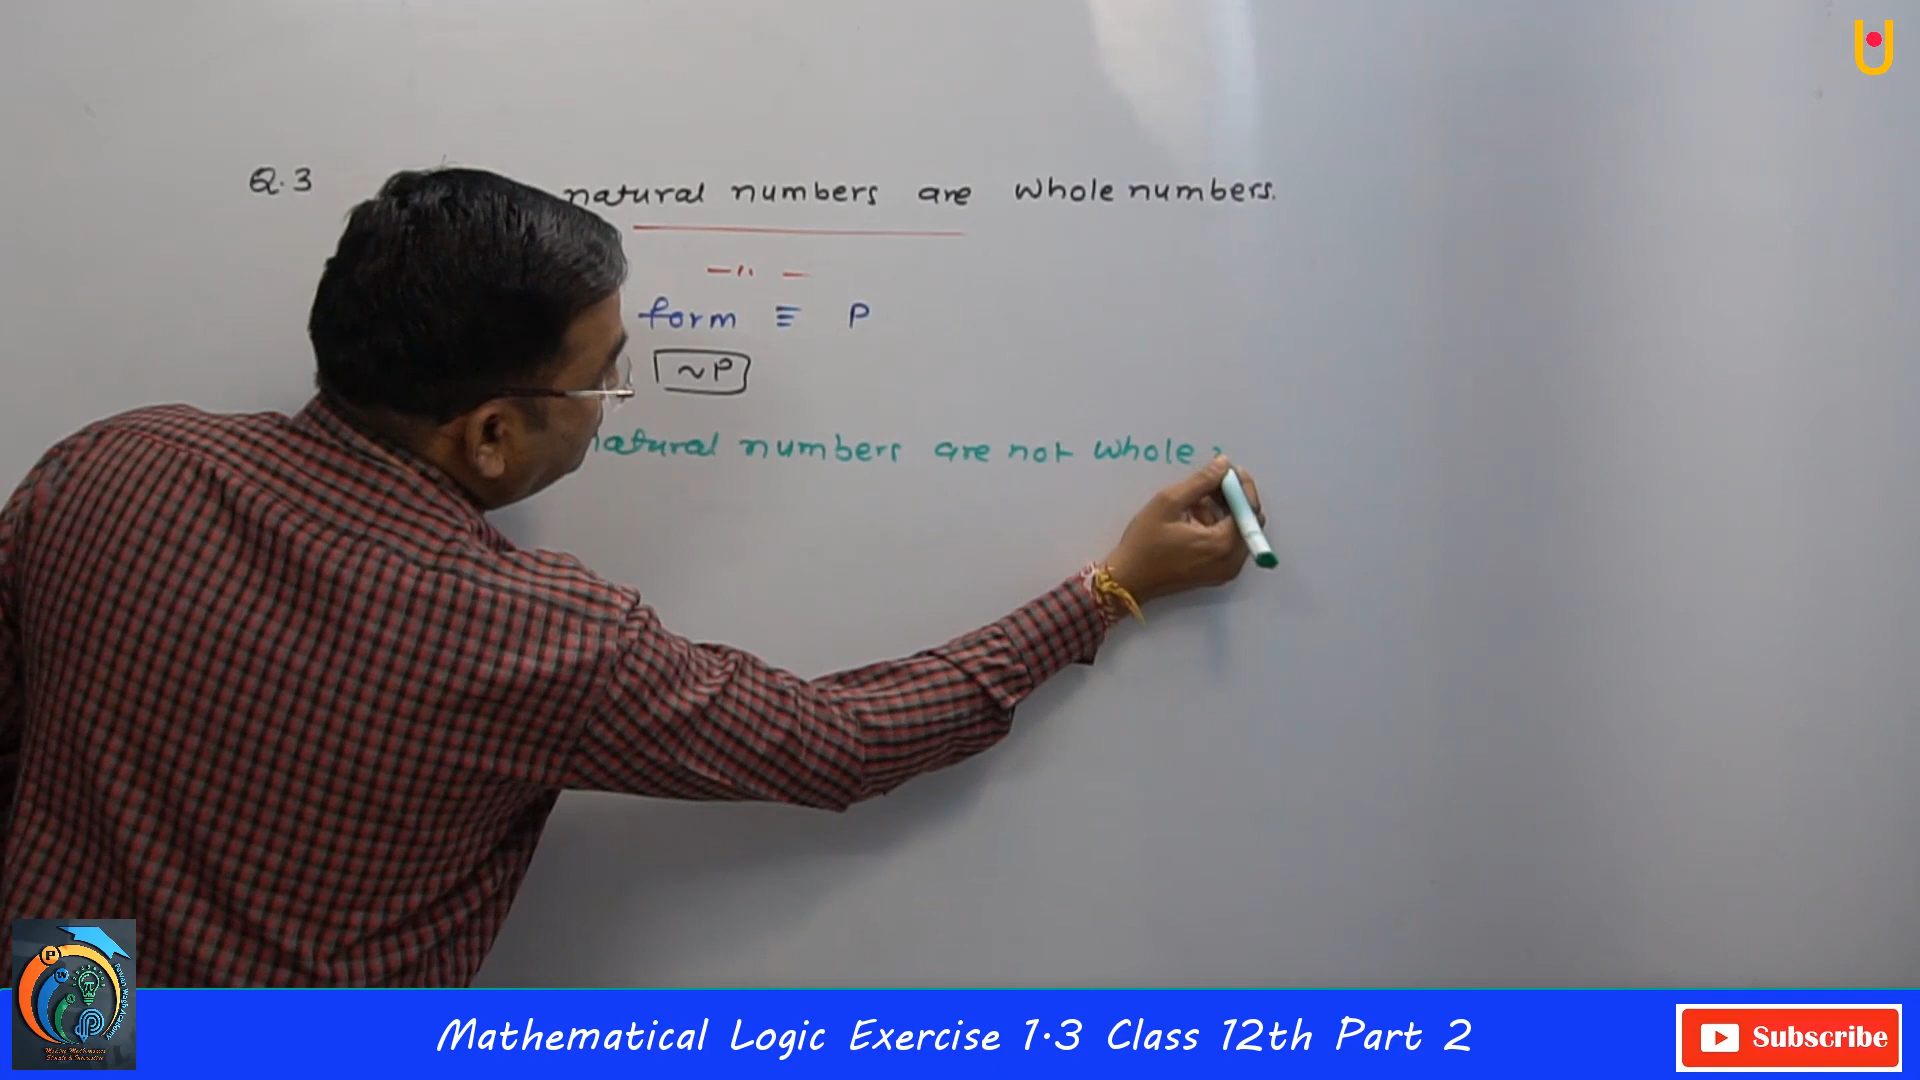 Q.3 natural numbers are whole numbers.
form ≡ P
~P
natural numbers are not whole
Mathematical Logic Exercise 1.3 Class 12th Part 2
Subscribe